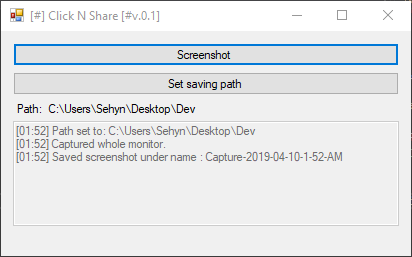 [#] Click N Share [#v.0.1]
Screenshot
Set saving path
Path: C:\Users\Sehyn\Desktop\Dev
[01:52] Path set to: C:\Users\Sehyn\Desktop\Dev
[01:52] Captured whole monitor.
[01:52] Saved screenshot under name : Capture-2019-04-10-1-52-AM